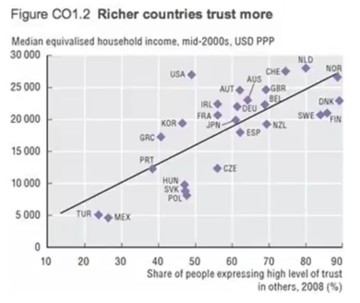 Figure CO1.2 Richer countries trust more
Median equivalised household income, mid-2000s, USD PPP
30 000
25 000
20 000
15 000
10 000
5 000
0
NLD
CHE
NOR
USA
AUS
AUT
GBR
IRL
BEL
DEU
DNK
FRA
SWE
FIN
KOR
JPN
NZL
ESP
GRC
PRT
CZE
HUN
SVK
POL
TUR
MEX
10 20 30 40 50 60 70 80 90
Share of people expressing high level of trust
in others, 2008 (%)